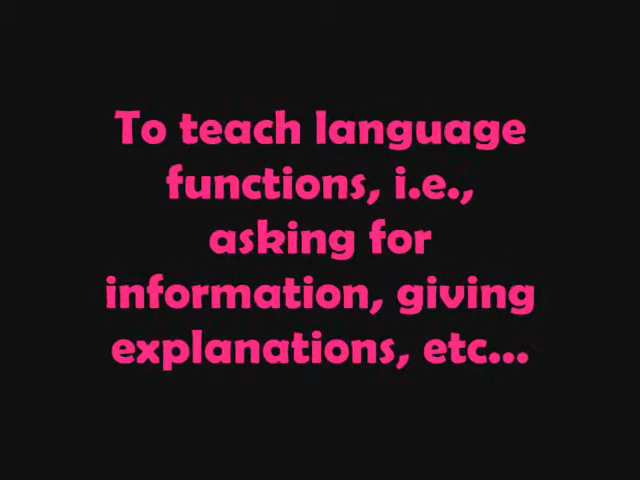 To teach language
functions, i.e.,
asking for
information, giving
explanations, etc...